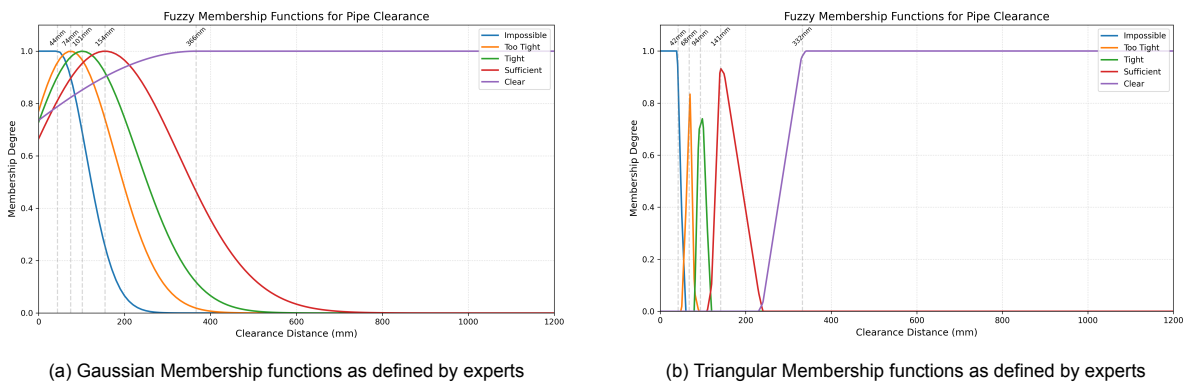 Fuzzy Membership Functions for Pipe Clearance
44mm
74mm
101mm
154mm
366mm
Impossible
Too Tight
Tight
Sufficient
Clear
Membership Degree
1.0
0.8
0.6
0.4
0.2
0.0
0 200 400 600 800 1000 1200
Clearance Distance (mm)
(a) Gaussian Membership functions as defined by experts
Fuzzy Membership Functions for Pipe Clearance
42mm
68mm
94mm
141mm
332mm
Impossible
Too Tight
Tight
Sufficient
Clear
Membership Degree
1.0
0.8
0.6
0.4
0.2
0.0
0 200 400 600 800 1000 1200
Clearance Distance (mm)
(b) Triangular Membership functions as defined by experts